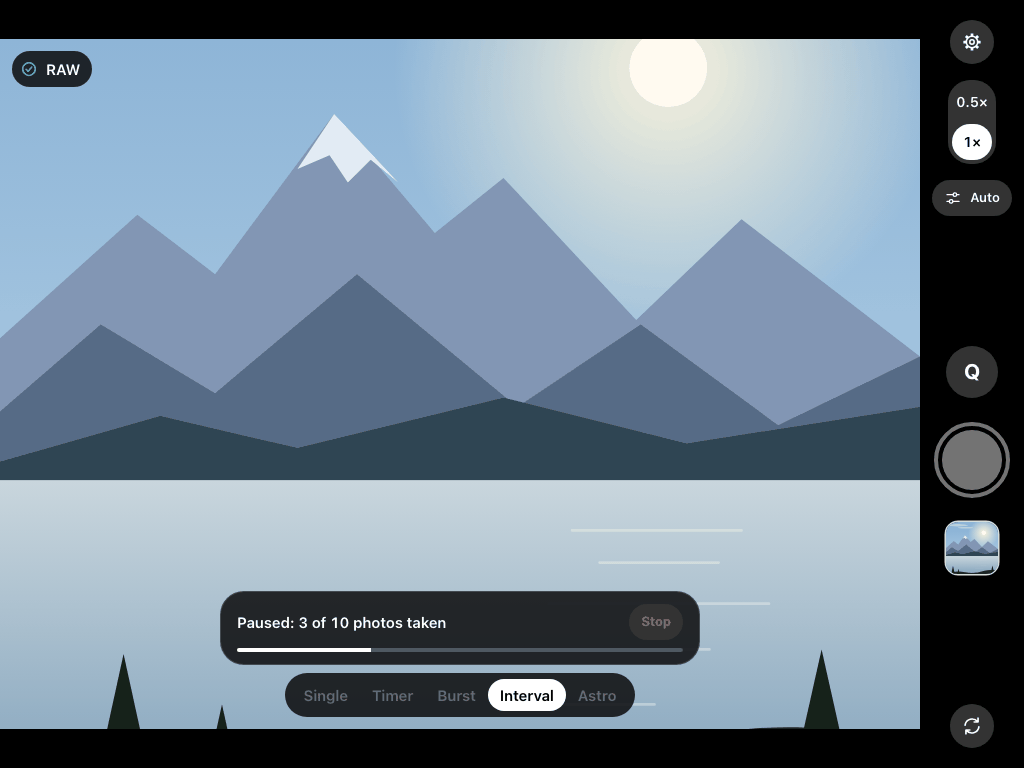 RAW
0.5×
1×
Auto
Q
Paused: 3 of 10 photos taken
Stop
Single Timer Burst Interval Astro